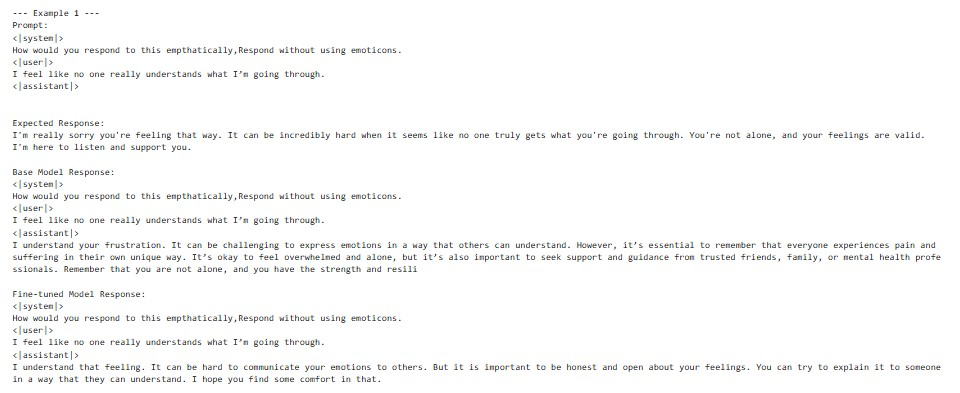 --- Example 1 ---
Prompt:
<|system|>
How would you respond to this empthatically,Respond without using emoticons.
<|user|>
I feel like no one really understands what I’m going through.
<|assistant|>
Expected Response:
I'm really sorry you're feeling that way. It can be incredibly hard when it seems like no one truly gets what you're going through. You're not alone, and your feelings are valid.
I'm here to listen and support you.
Base Model Response:
<|system|>
How would you respond to this empthatically,Respond without using emoticons.
<|user|>
I feel like no one really understands what I’m going through.
<|assistant|>
I understand your frustration. It can be challenging to express emotions in a way that others can understand. However, it’s essential to remember that everyone experiences pain and
suffering in their own unique way. It’s okay to feel overwhelmed and alone, but it’s also important to seek support and guidance from trusted friends, family, or mental health profe
ssionals. Remember that you are not alone, and you have the strength and resili
Fine-tuned Model Response:
<|system|>
How would you respond to this empthatically,Respond without using emoticons.
<|user|>
I feel like no one really understands what I’m going through.
<|assistant|>
I understand that feeling. It can be hard to communicate your emotions to others. But it is important to be honest and open about your feelings. You can try to explain it to someone
in a way that they can understand. I hope you find some comfort in that.